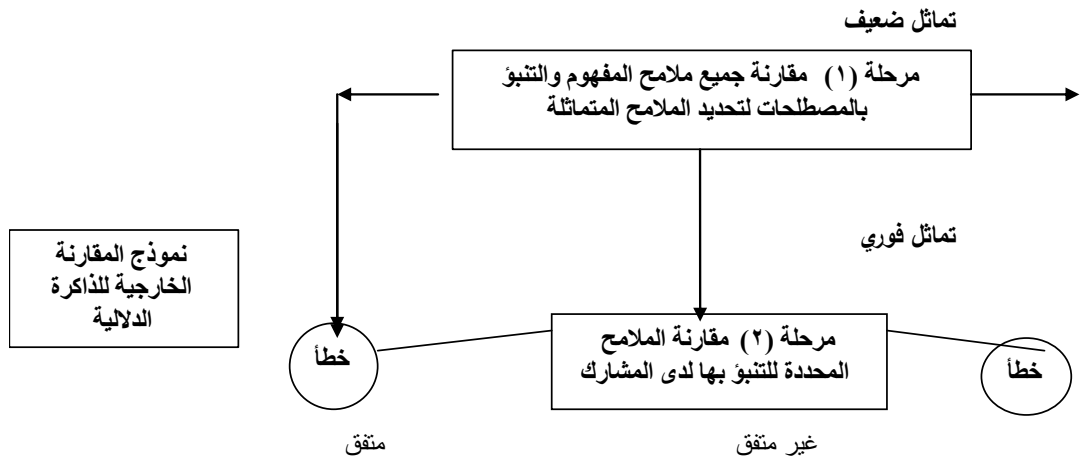 تماثل ضعيف
مرحلة (١) مقارنة جميع ملامح المفهوم والتنبؤ
بالمصطلحات لتحديد الملامح المتماثلة
تماثل فوري
نموذج المقارنة
الخارجية للذاكرة
الدلالية
مرحلة (٢) مقارنة الملامح
المحددة للتنبؤ بها لدى المشارك
خطأ
خطأ
غير متفق
متفق